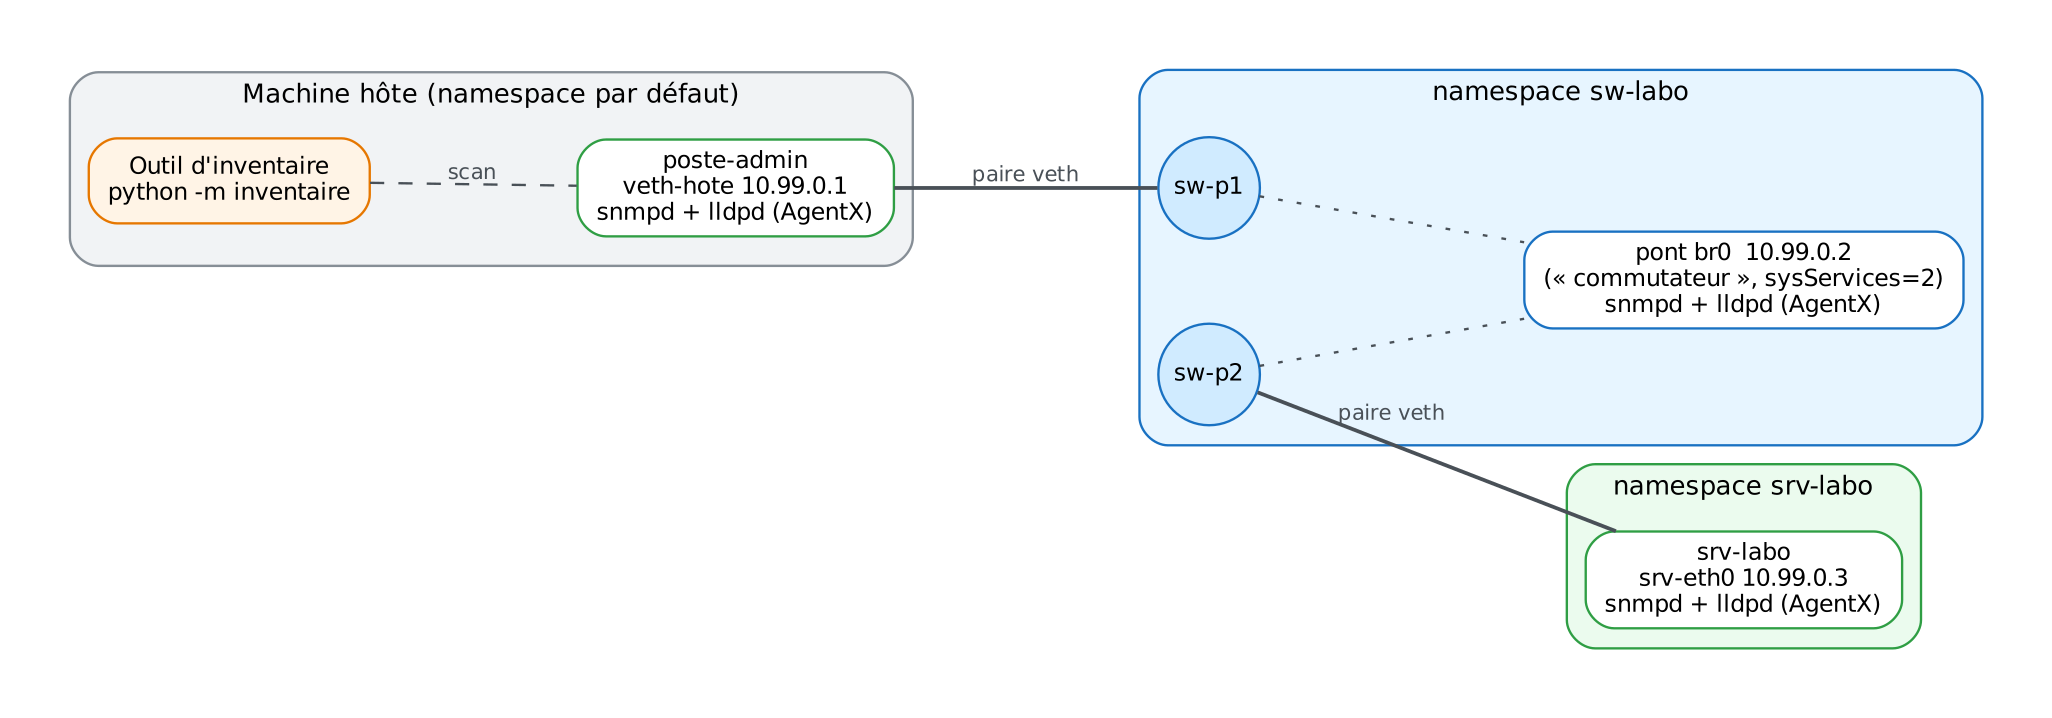 Machine hôte (namespace par défaut)
Outil d'inventaire
python -m inventaire
scan
poste-admin
veth-hote 10.99.0.1
snmpd + lldpd (AgentX)
paire veth
namespace sw-labo
sw-p1
pont br0  10.99.0.2
(« commutateur », sysServices=2)
snmpd + lldpd (AgentX)
sw-p2
paire veth
namespace srv-labo
srv-labo
srv-eth0 10.99.0.3
snmpd + lldpd (AgentX)